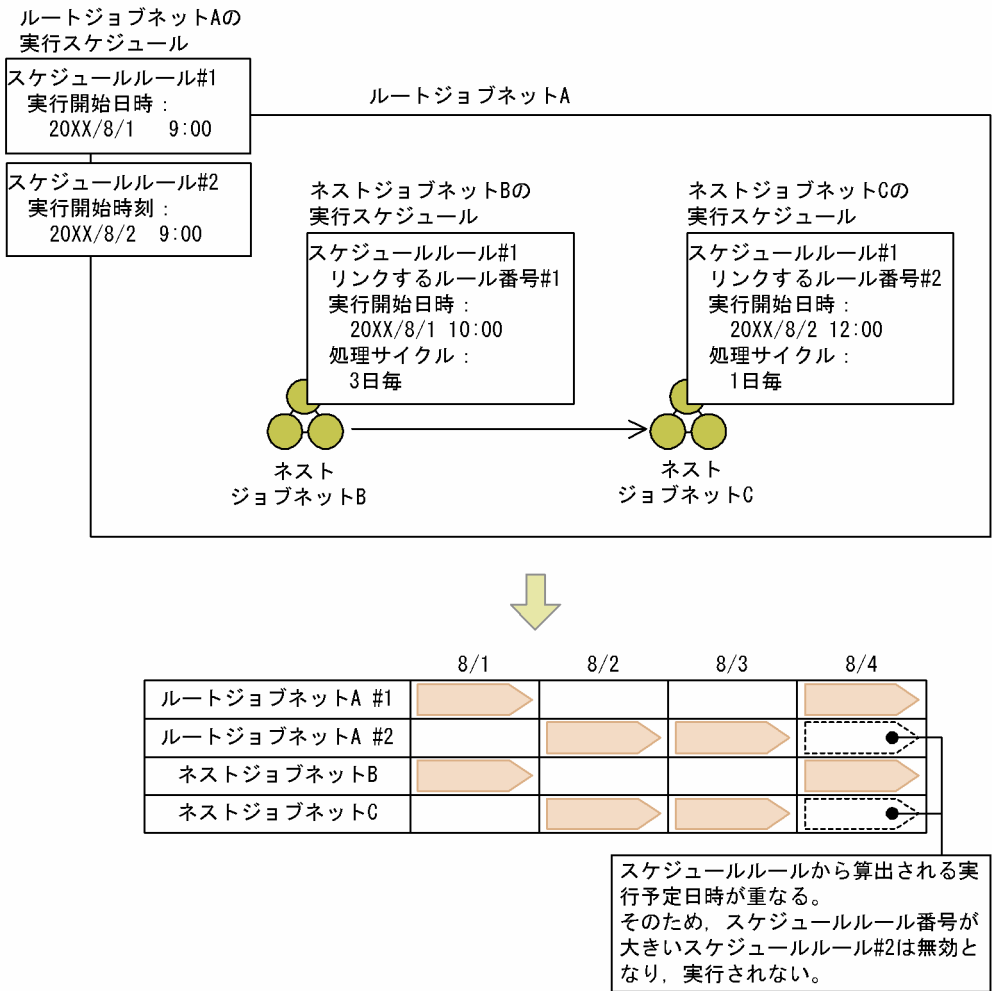 ルートジョブネットAの
実行スケジュール
スケジュールルール#1
実行開始日時：
20XX/8/1 9:00
ルートジョブネットA
スケジュールルール#2
実行開始時刻：
20XX/8/2 9:00
ネストジョブネットBの
実行スケジュール
スケジュールルール#1
リンクするルール番号#1
実行開始日時：
20XX/8/1 10:00
処理サイクル：
3日毎
ネスト
ジョブネットB
ネストジョブネットCの
実行スケジュール
スケジュールルール#1
リンクするルール番号#2
実行開始日時：
20XX/8/2 12:00
処理サイクル：
1日毎
ネスト
ジョブネットC
8/1 8/2 8/3 8/4
ルートジョブネットA #1
ルートジョブネットA #2
ネストジョブネットB
ネストジョブネットC
スケジュールルールから算出される実
行予定日時が重なる。
そのため，スケジュールルール番号が
大きいスケジュールルール#2は無効と
なり，実行されない。